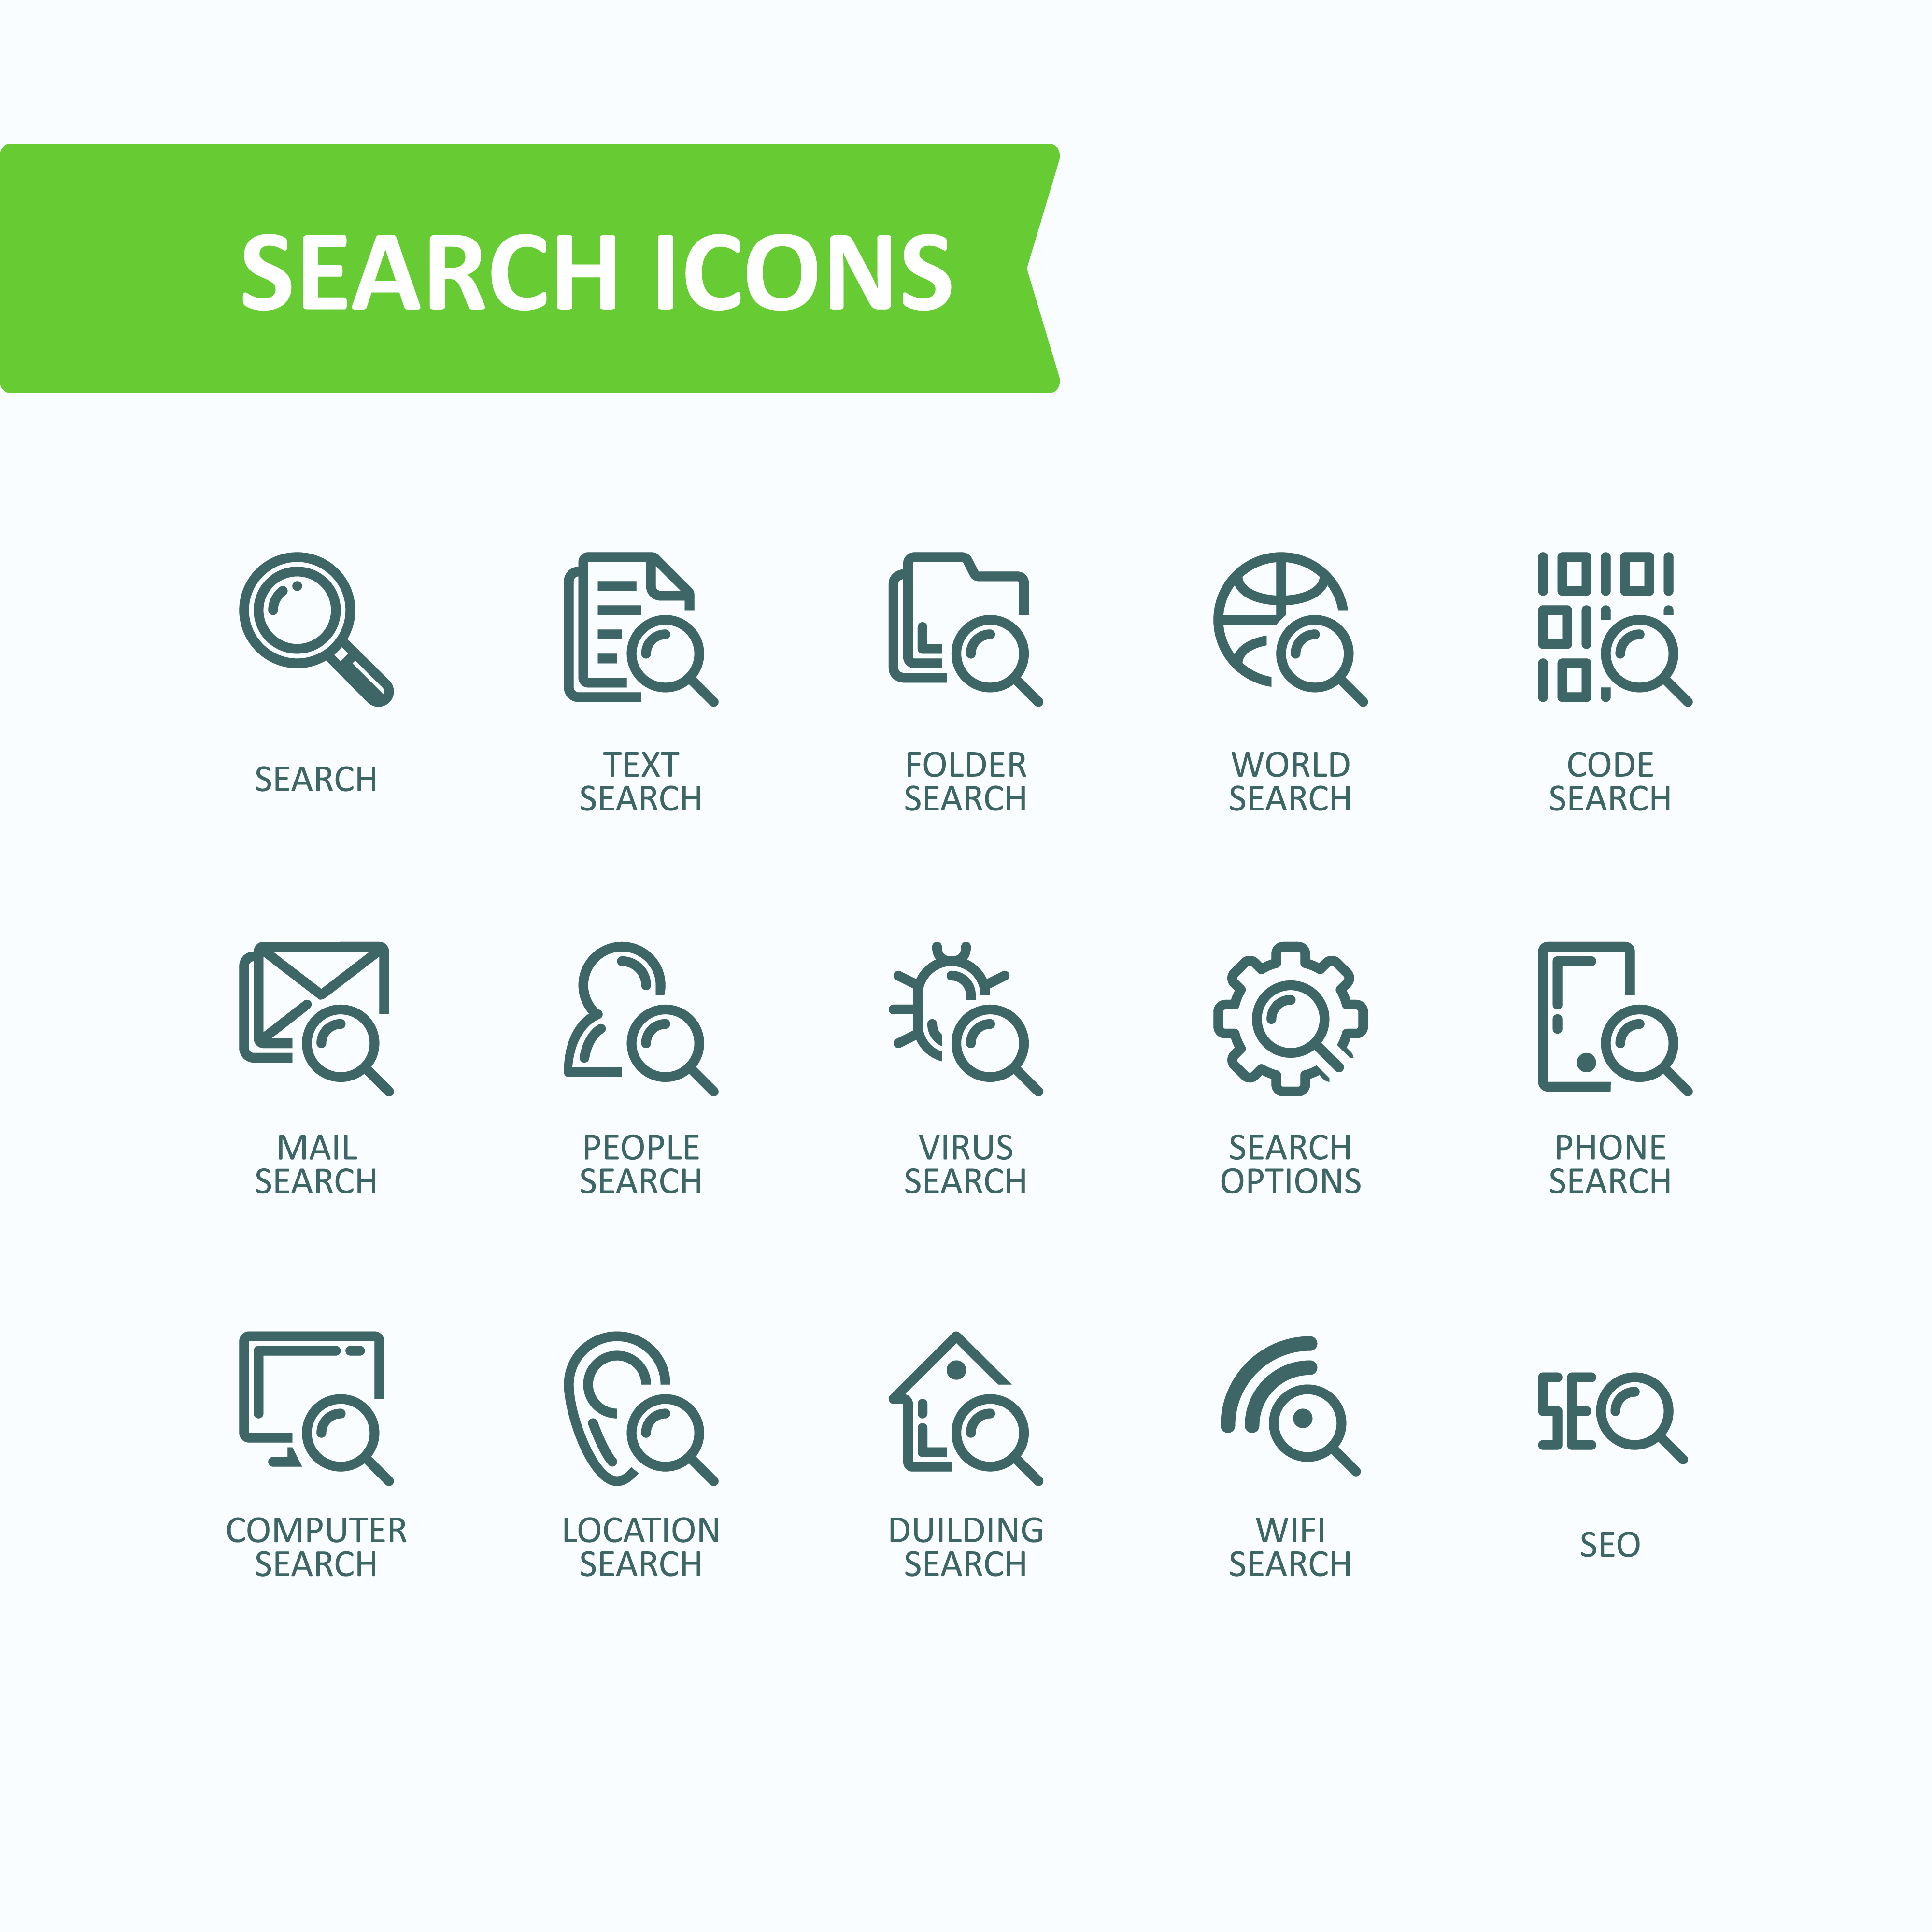 SEARCH ICONS
SEARCH
TEXT
SEARCH
FOLDER
SEARCH
WORLD
SEARCH
CODE
SEARCH
MAIL
SEARCH
PEOPLE
SEARCH
VIRUS
SEARCH
SEARCH
OPTIONS
PHONE
SEARCH
COMPUTER
SEARCH
LOCATION
SEARCH
DUILDING
SEARCH
WIFI
SEARCH
SE
SEO